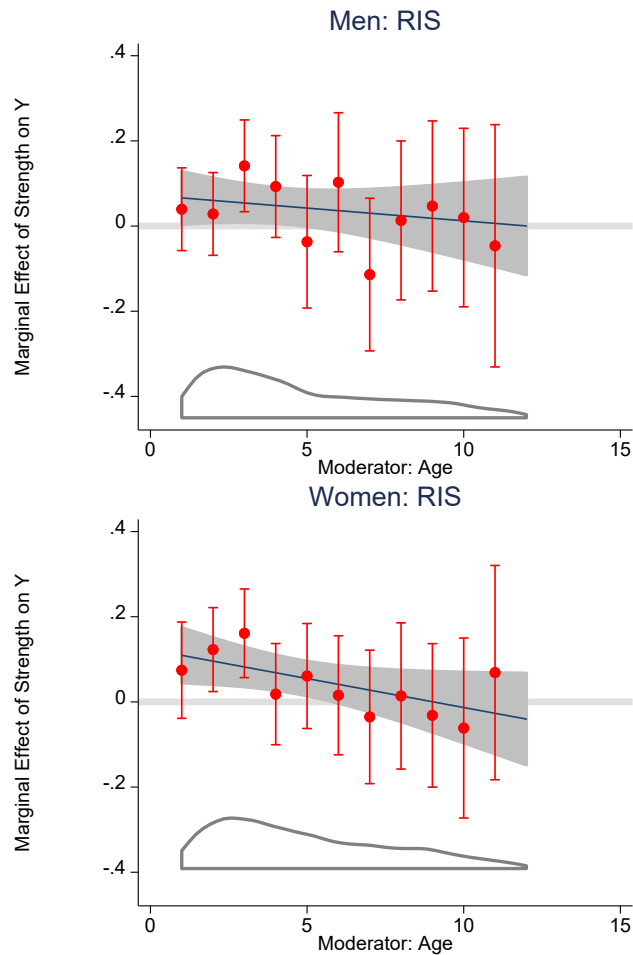 Men: RIS
Marginal Effect of Strength on Y
.4
.2
0
-.2
-.4
0 5 10 15
Moderator: Age
Women: RIS
Marginal Effect of Strength on Y
.4
.2
0
-.2
-.4
0 5 10 15
Moderator: Age